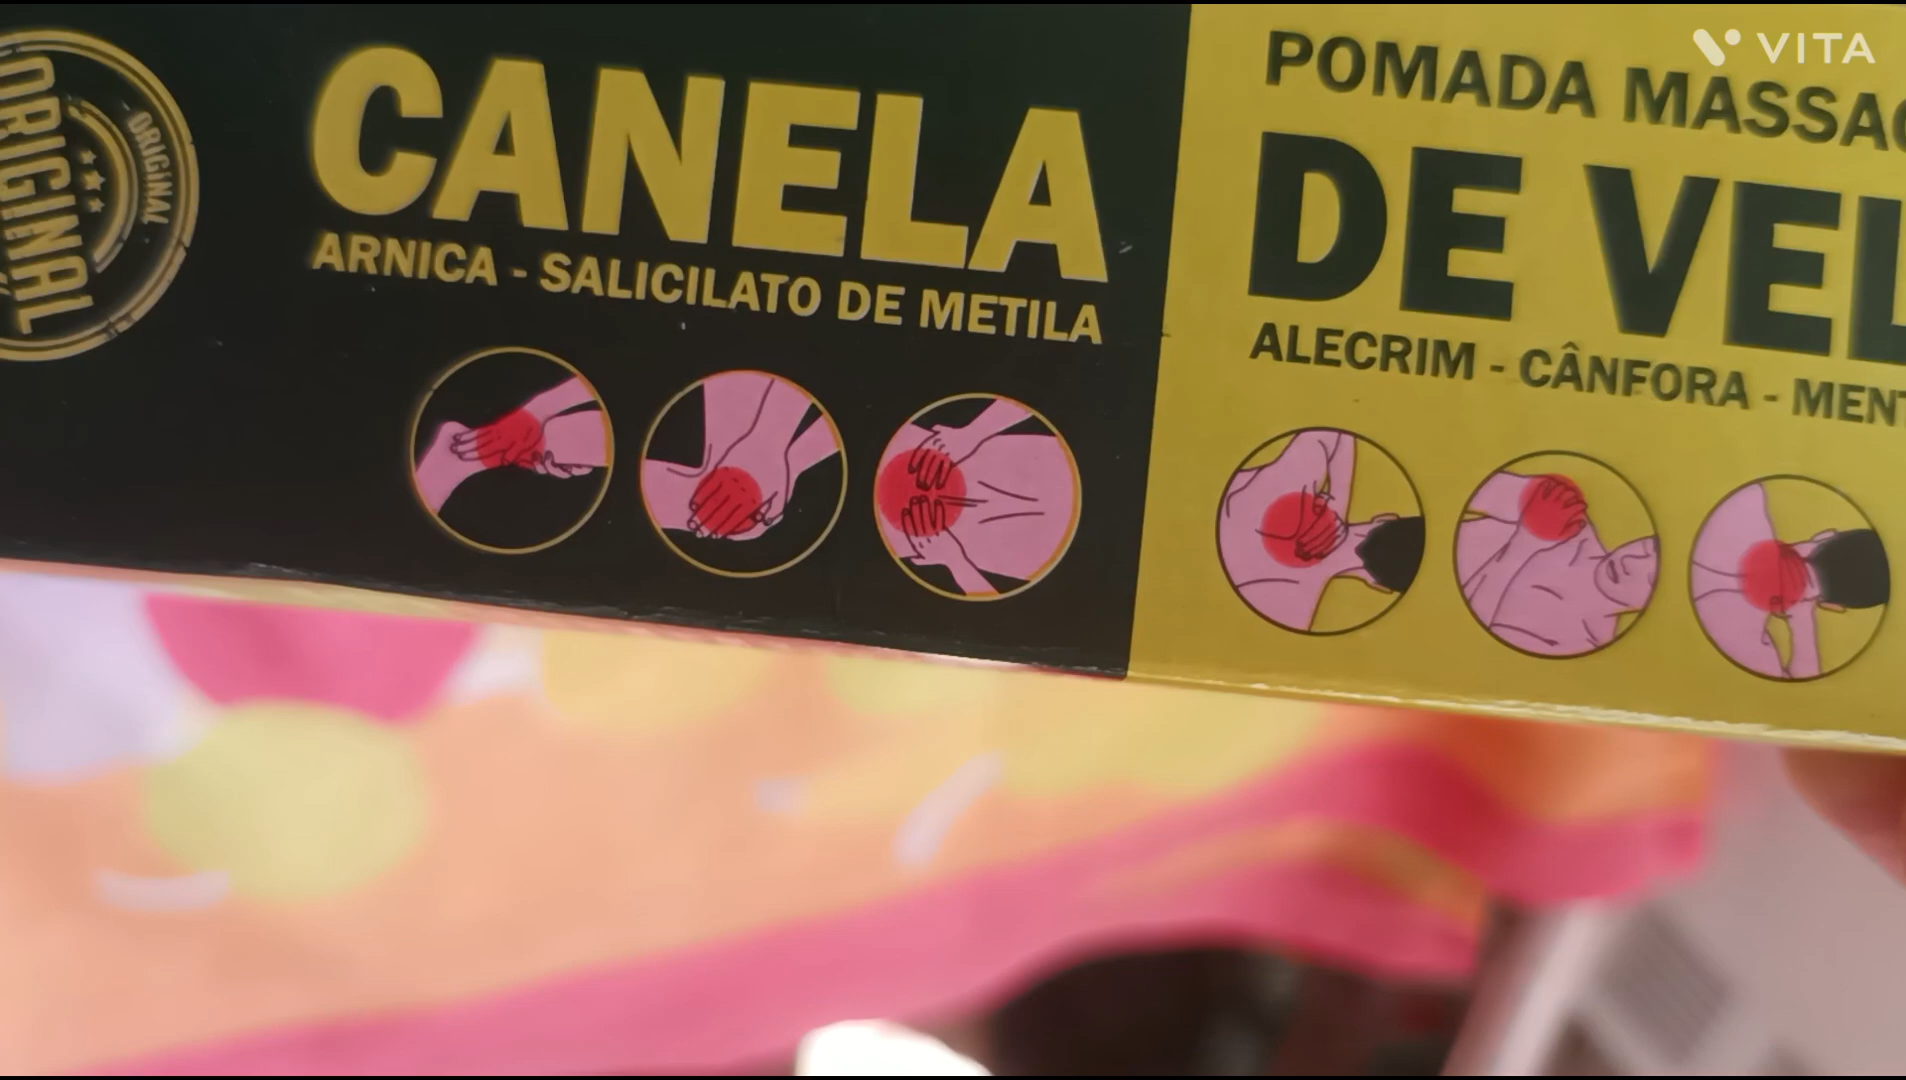 ORIGINAL
ORIGINAL
CANELA
ARNICA - SALICILATO DE METILA
POMADA MASSAG
DE VEL
ALECRIM - CÂNFORA - MENT
VITA